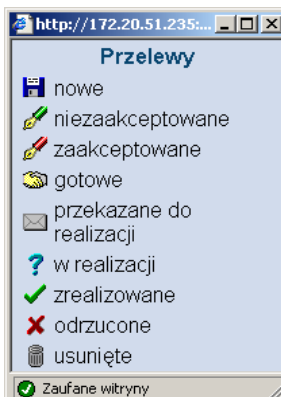 http://172.20.51.235:...
Przelewy
nowe
niezaakceptowane
zaakceptowane
gotowe
przekazane do
realizacji
w realizacji
zrealizowane
odrzucone
usunięte
Zaufane witryny